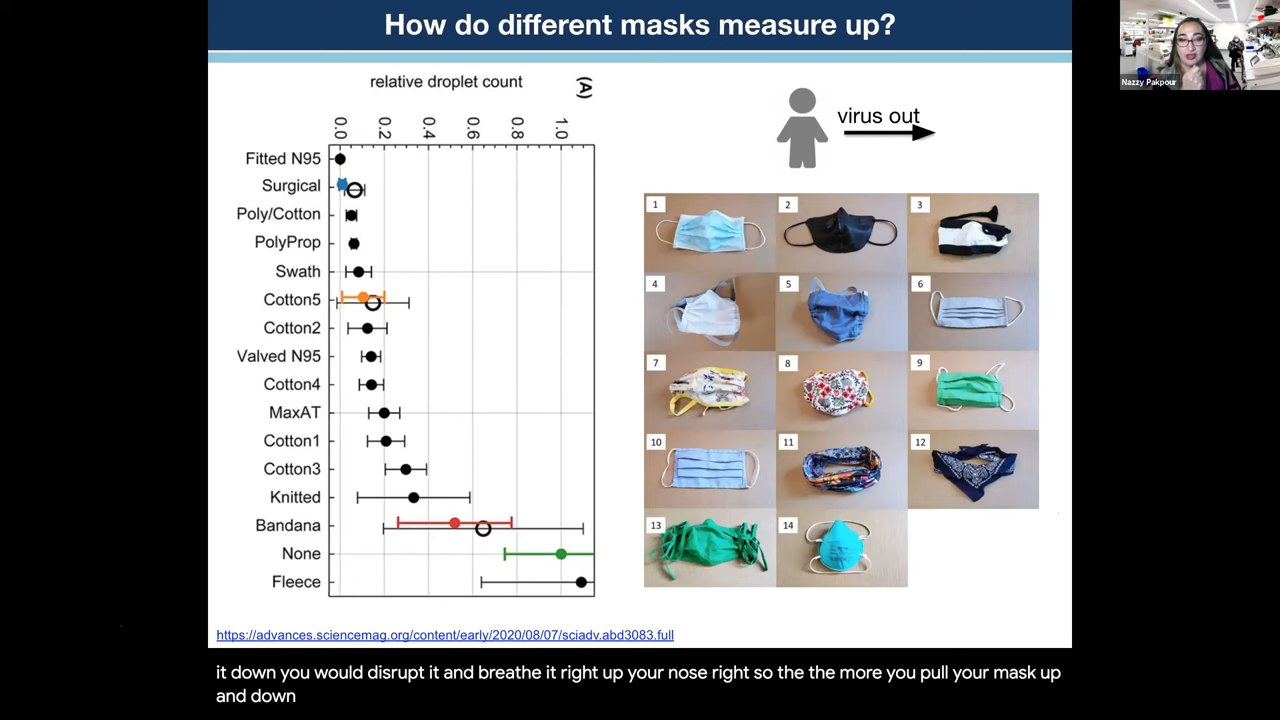 How do different masks measure up?
Nazzy Pakpour
relative droplet count
(A)
0.0 0.2 0.4 0.6 0.8 1.0
Fitted N95
Surgical
Poly/Cotton
PolyProp
Swath
Cotton5
Cotton2
Valved N95
Cotton4
MaxAT
Cotton1
Cotton3
Knitted
Bandana
None
Fleece
virus out
1 2 3
4 5 6
7 8 9
10 11 12
13 14
https://advances.sciencemag.org/content/early/2020/08/07/sciadv.abd3083.full
it down you would disrupt it and breathe it right up your nose right so the the more you pull your mask up
and down